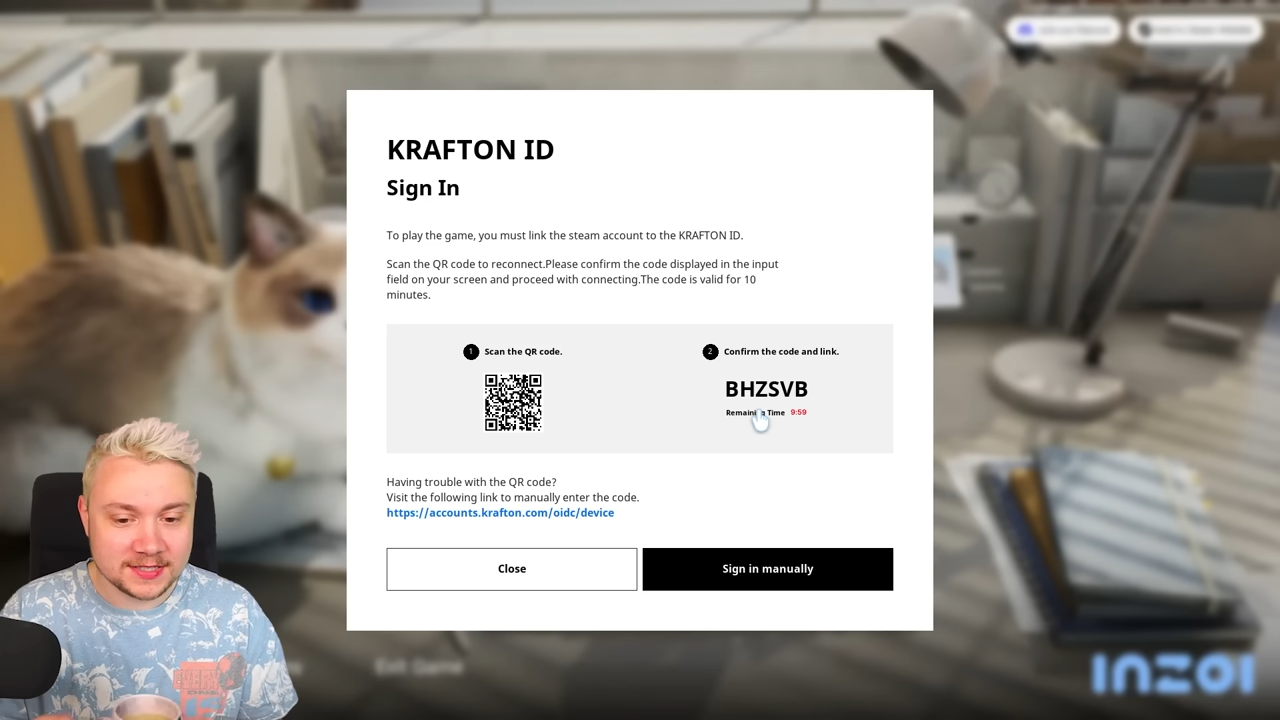 KRAFTON ID
Sign In
To play the game, you must link the steam account to the KRAFTON ID.
Scan the QR code to reconnect.Please confirm the code displayed in the input
field on your screen and proceed with connecting.The code is valid for 10
minutes.
1 Scan the QR code.
2 Confirm the code and link.
BHZSVB
Remaining Time 9:59
Having trouble with the QR code?
Visit the following link to manually enter the code.
https://accounts.krafton.com/oidc/device
Close
Sign in manually
Exit Game
EVERY
INZOI